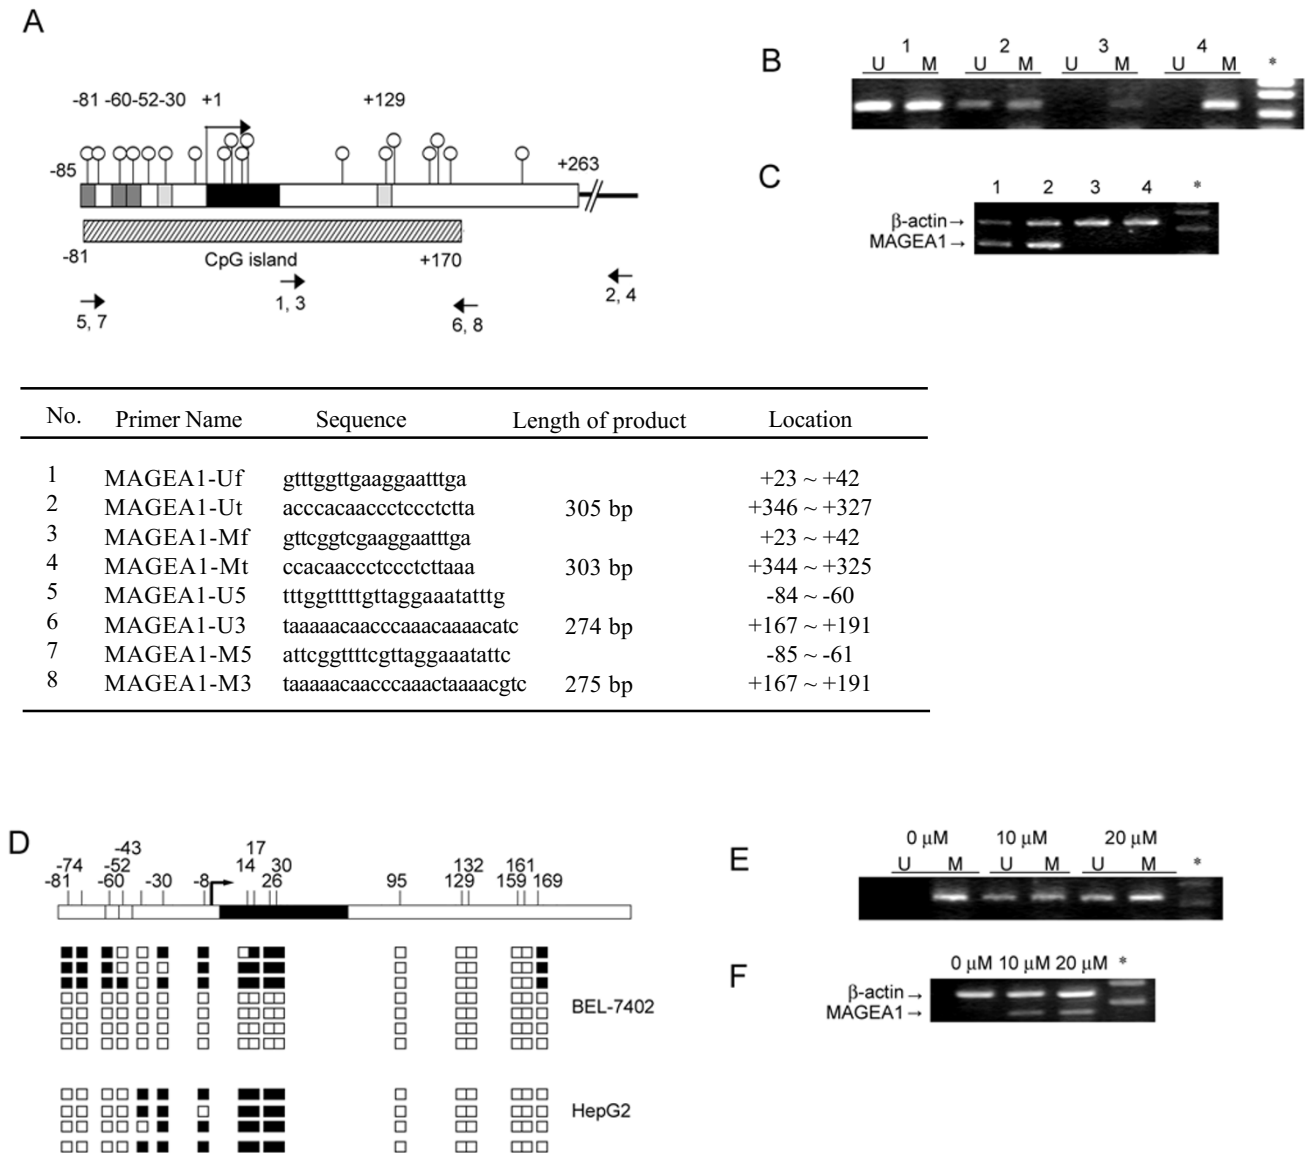 A
-81 -60 -52 -30 +1 +129
-85
+263
-81 CpG island +170
1, 3
2, 4
5, 7
6, 8
B
1 2 3 4
U M U M U M U M *
C
1 2 3 4 *
β-actin→
MAGEA1→
No. Primer Name Sequence Length of product Location
1 MAGEA1-Uf gtttggttgaaggaatttga +23 ~ +42
2 MAGEA1-Ut acccacaaccctccctctta 305 bp +346 ~ +327
3 MAGEA1-Mf gttcggtcgaaggaatttga +23 ~ +42
4 MAGEA1-Mt ccacaaccctccctcttaaa 303 bp +344 ~ +325
5 MAGEA1-U5 tttggtttttgttaggaaatatttg -84 ~ -60
6 MAGEA1-U3 taaaaacaacccaaacaaaacatc 274 bp +167 ~ +191
7 MAGEA1-M5 attcggttttcgttaggaaatattc -85 ~ -61
8 MAGEA1-M3 taaaaacaacccaaactaaaacgtc 275 bp +167 ~ +191
D
-43 17
-74 -52 14 30 132 161
-81 -60 -30 -8 26 95 129 159 169
BEL-7402
HepG2
E
0 μM 10 μM 20 μM
U M U M U M *
F
0 μM 10 μM 20 μM *
β-actin→
MAGEA1→